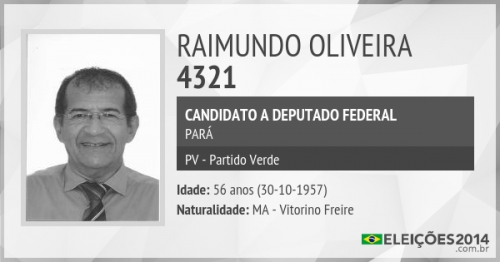 RAIMUNDO OLIVEIRA
4321
CANDIDATO A DEPUTADO FEDERAL
PARÁ
PV - Partido Verde
Idade: 56 anos (30-10-1957)
Naturalidade: MA - Vitorino Freire
ELEIÇÕES2014
.com.br